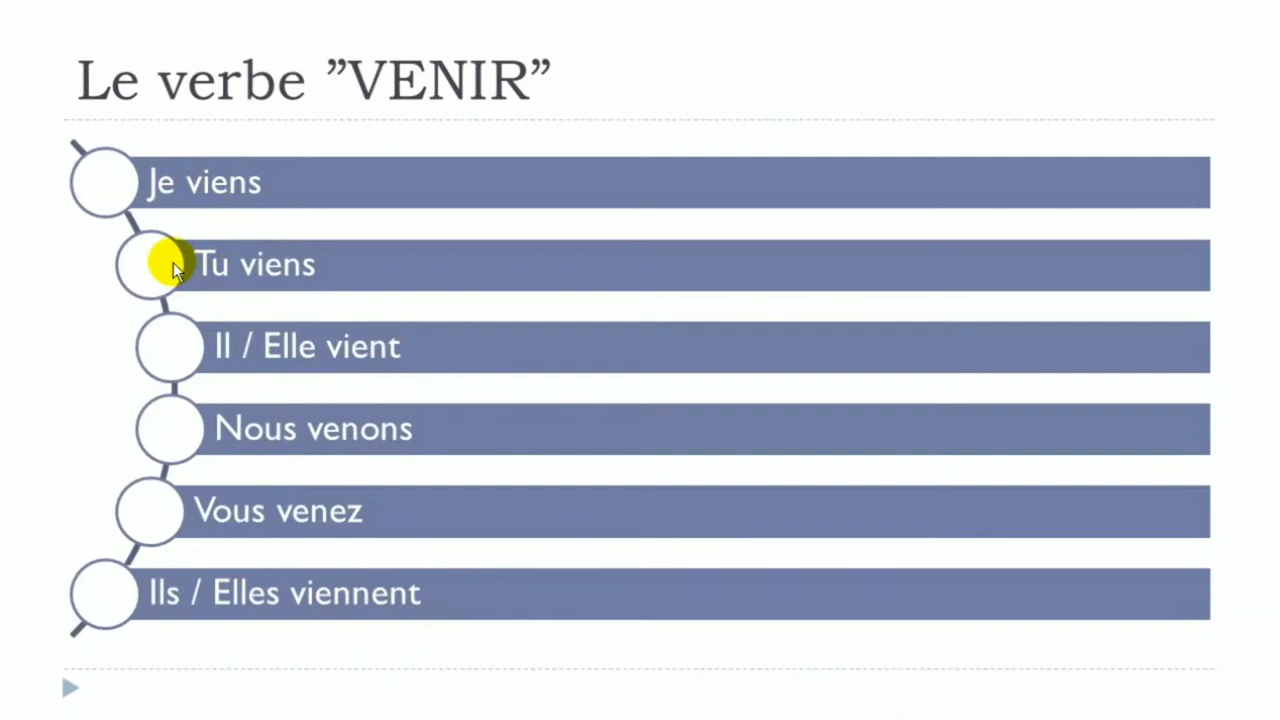 Le verbe ”VENIR”
Je viens
Tu viens
Il / Elle vient
Nous venons
Vous venez
Ils / Elles viennent